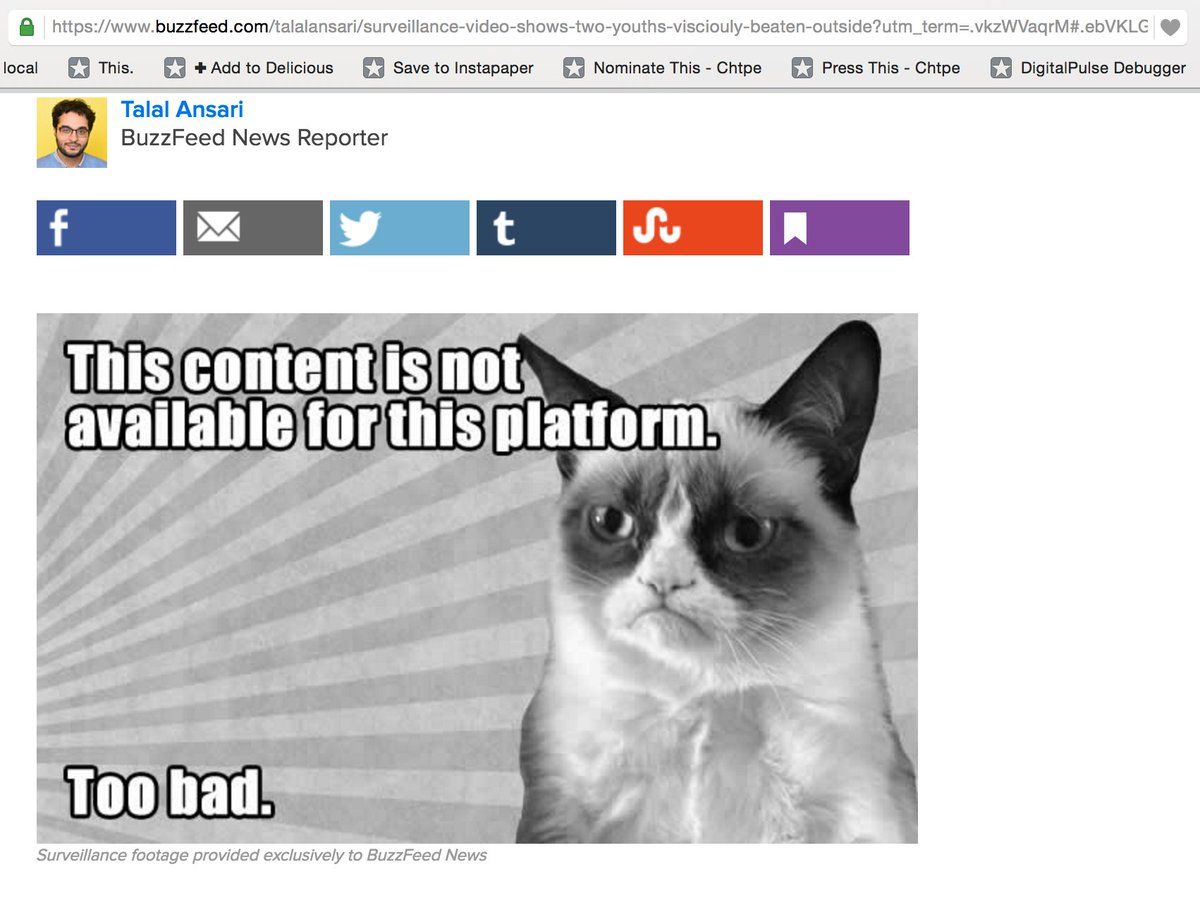 https://www.buzzfeed.com/talalansari/surveillance-video-shows-two-youths-visciouly-beaten-outside?utm_term=.vkzWVaqrM#.ebVKLG
local This. + Add to Delicious Save to Instapaper Nominate This - Chtpe Press This - Chtpe DigitalPulse Debugger
Talal Ansari
BuzzFeed News Reporter
This content is not
available for this platform.
Too bad.
Surveillance footage provided exclusively to BuzzFeed News